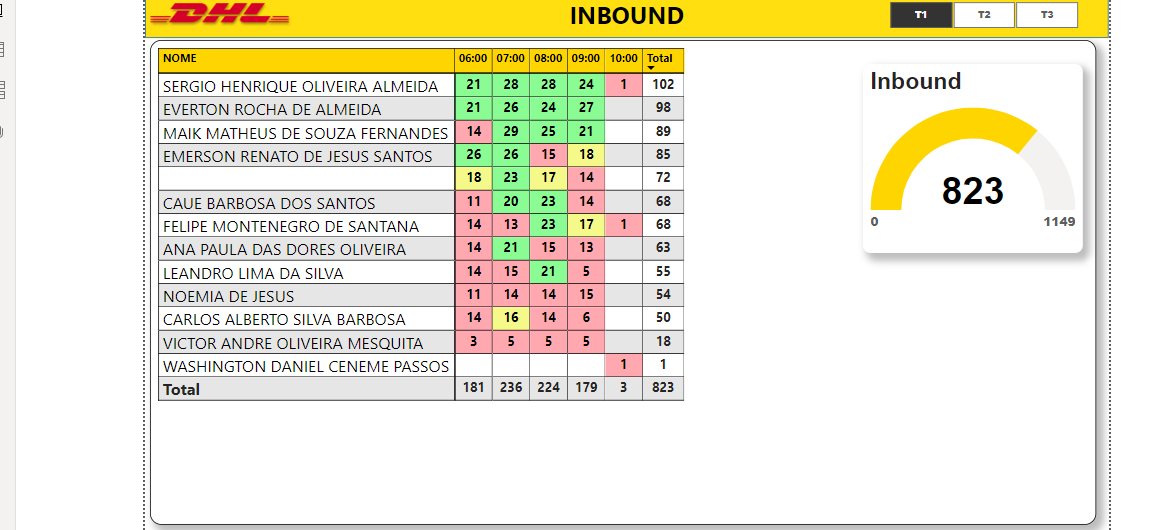 DHL
INBOUND
T1 T2 T3
NOME 06:00 07:00 08:00 09:00 10:00 Total
SERGIO HENRIQUE OLIVEIRA ALMEIDA 21 28 28 24 1 102
EVERTON ROCHA DE ALMEIDA 21 26 24 27 98
MAIK MATHEUS DE SOUZA FERNANDES 14 29 25 21 89
EMERSON RENATO DE JESUS SANTOS 26 26 15 18 85
18 23 17 14 72
CAUE BARBOSA DOS SANTOS 11 20 23 14 68
FELIPE MONTENEGRO DE SANTANA 14 13 23 17 1 68
ANA PAULA DAS DORES OLIVEIRA 14 21 15 13 63
LEANDRO LIMA DA SILVA 14 15 21 5 55
NOEMIA DE JESUS 11 14 14 15 54
CARLOS ALBERTO SILVA BARBOSA 14 16 14 6 50
VICTOR ANDRE OLIVEIRA MESQUITA 3 5 5 5 18
WASHINGTON DANIEL CENEME PASSOS 1 1
Total 181 236 224 179 3 823
Inbound
823
0 1149